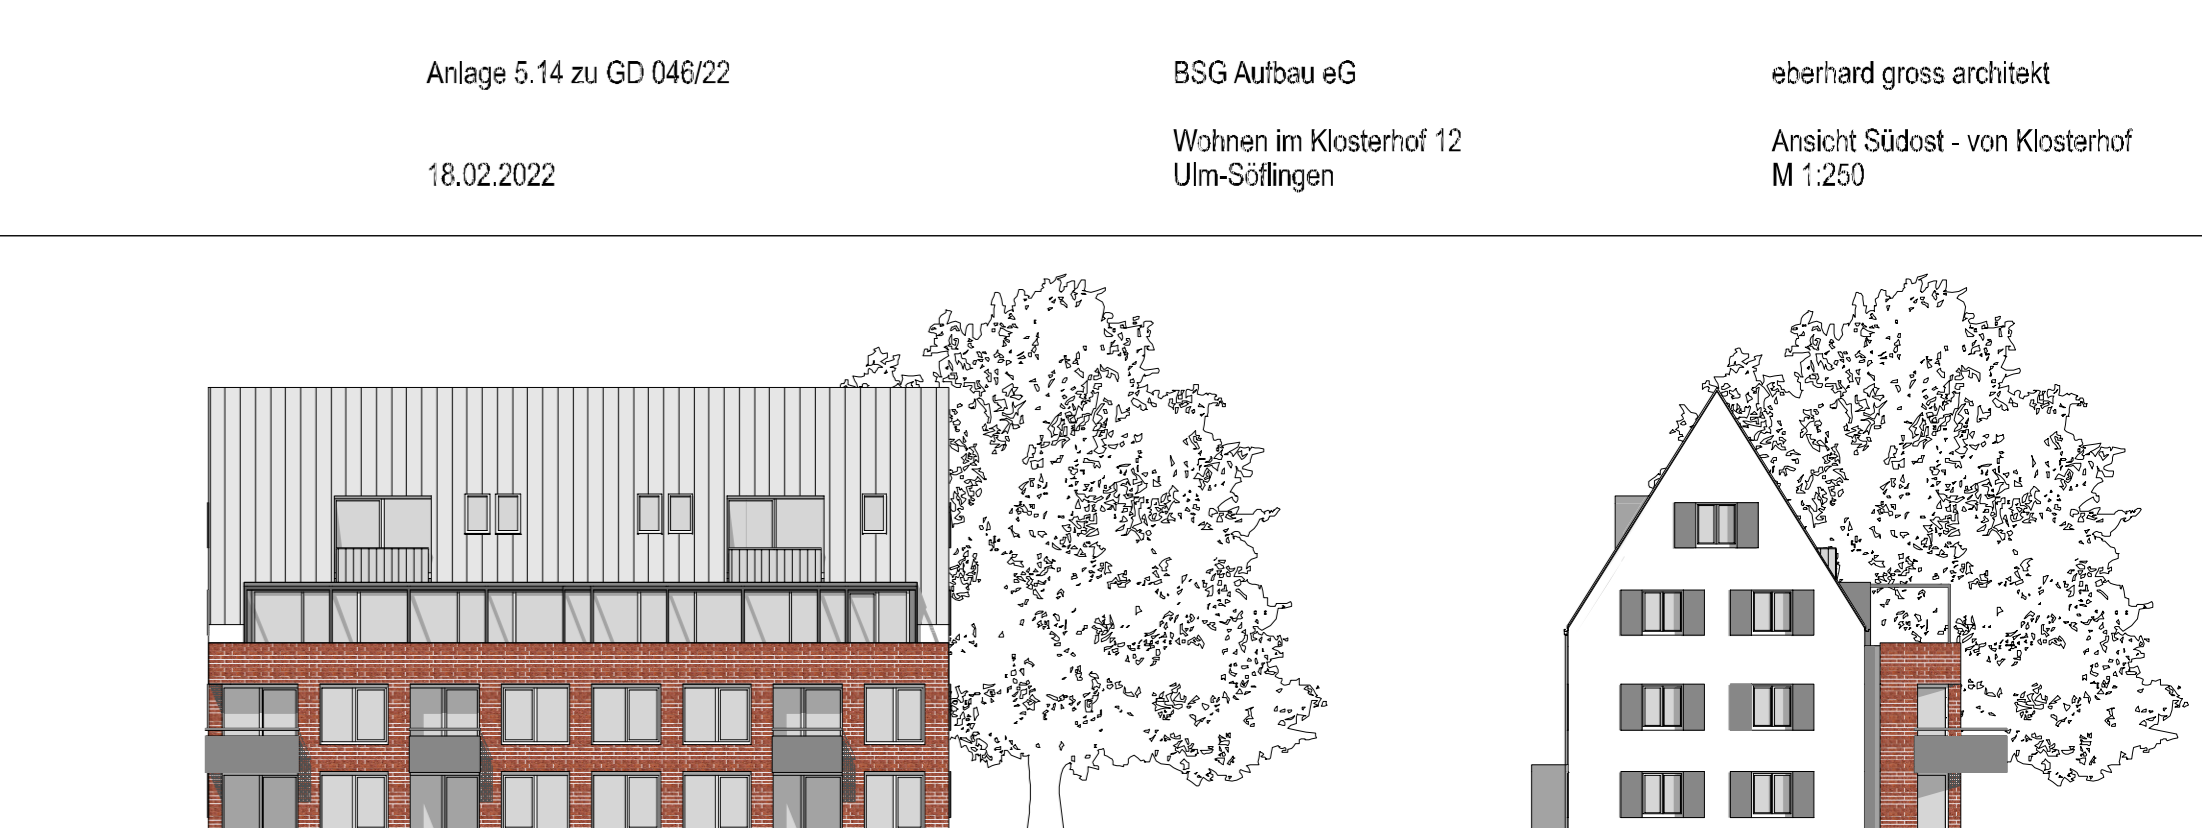 Anlage 5.14 zu GD 046/22
18.02.2022
BSG Aufbau eG
Wohnen im Klosterhof 12
Ulm-Söflingen
eberhard gross architekt
Ansicht Südost - von Klosterhof
M 1:250